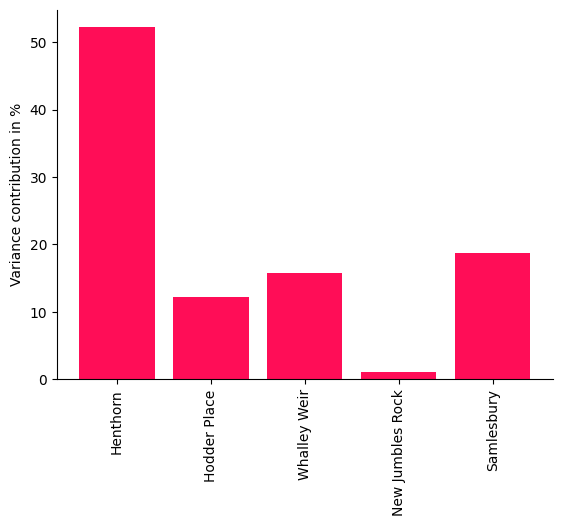 Variance contribution in %
50
40
30
20
10
0
Henthorn
Hodder Place
Whalley Weir
New Jumbles Rock
Samlesbury